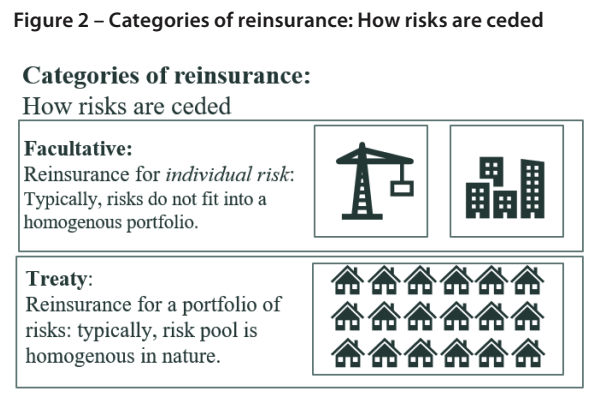 Figure 2 – Categories of reinsurance: How risks are ceded
Categories of reinsurance:
How risks are ceded
Facultative:
Reinsurance for individual risk:
Typically, risks do not fit into a
homogenous portfolio.
Treaty:
Reinsurance for a portfolio of
risks: typically, risk pool is
homogenous in nature.